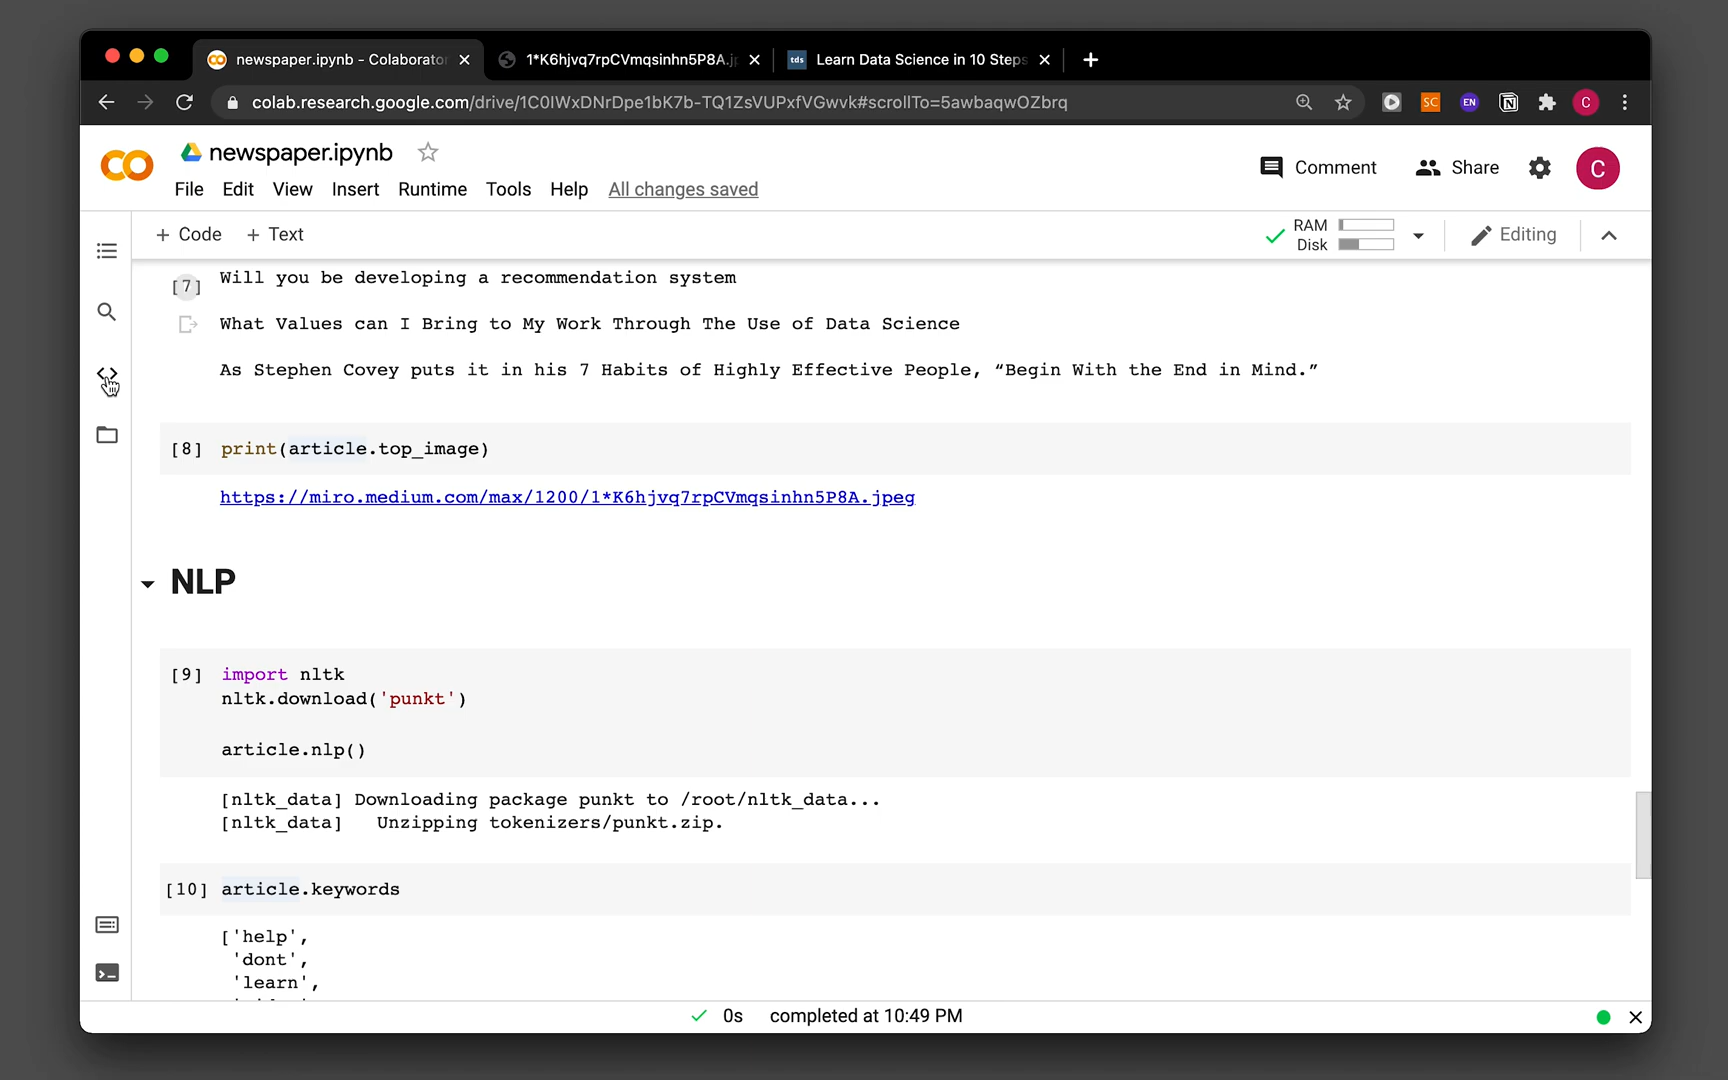 newspaper.ipynb - Colaborato
1*K6hjvq7rpCVmqsinhn5P8A.j
tds Learn Data Science in 10 Steps
colab.research.google.com/drive/1C0IWxDNrDpe1bK7b-TQ1ZsVUPxfVGwvk#scrollTo=5awbaqwOZbrq
SC
EN
C
newspaper.ipynb
Comment
Share
C
File Edit View Insert Runtime Tools Help All changes saved
+ Code + Text
RAM
Disk
Editing
[7] Will you be developing a recommendation system
What Values can I Bring to My Work Through The Use of Data Science
As Stephen Covey puts it in his 7 Habits of Highly Effective People, “Begin With the End in Mind.”
[8] print(article.top_image)
https://miro.medium.com/max/1200/1*K6hjvq7rpCVmqsinhn5P8A.jpeg
NLP
[9] import nltk
nltk.download('punkt')
article.nlp()
[nltk_data] Downloading package punkt to /root/nltk_data...
[nltk_data] Unzipping tokenizers/punkt.zip.
[10] article.keywords
['help',
'dont',
'learn',
0s completed at 10:49 PM